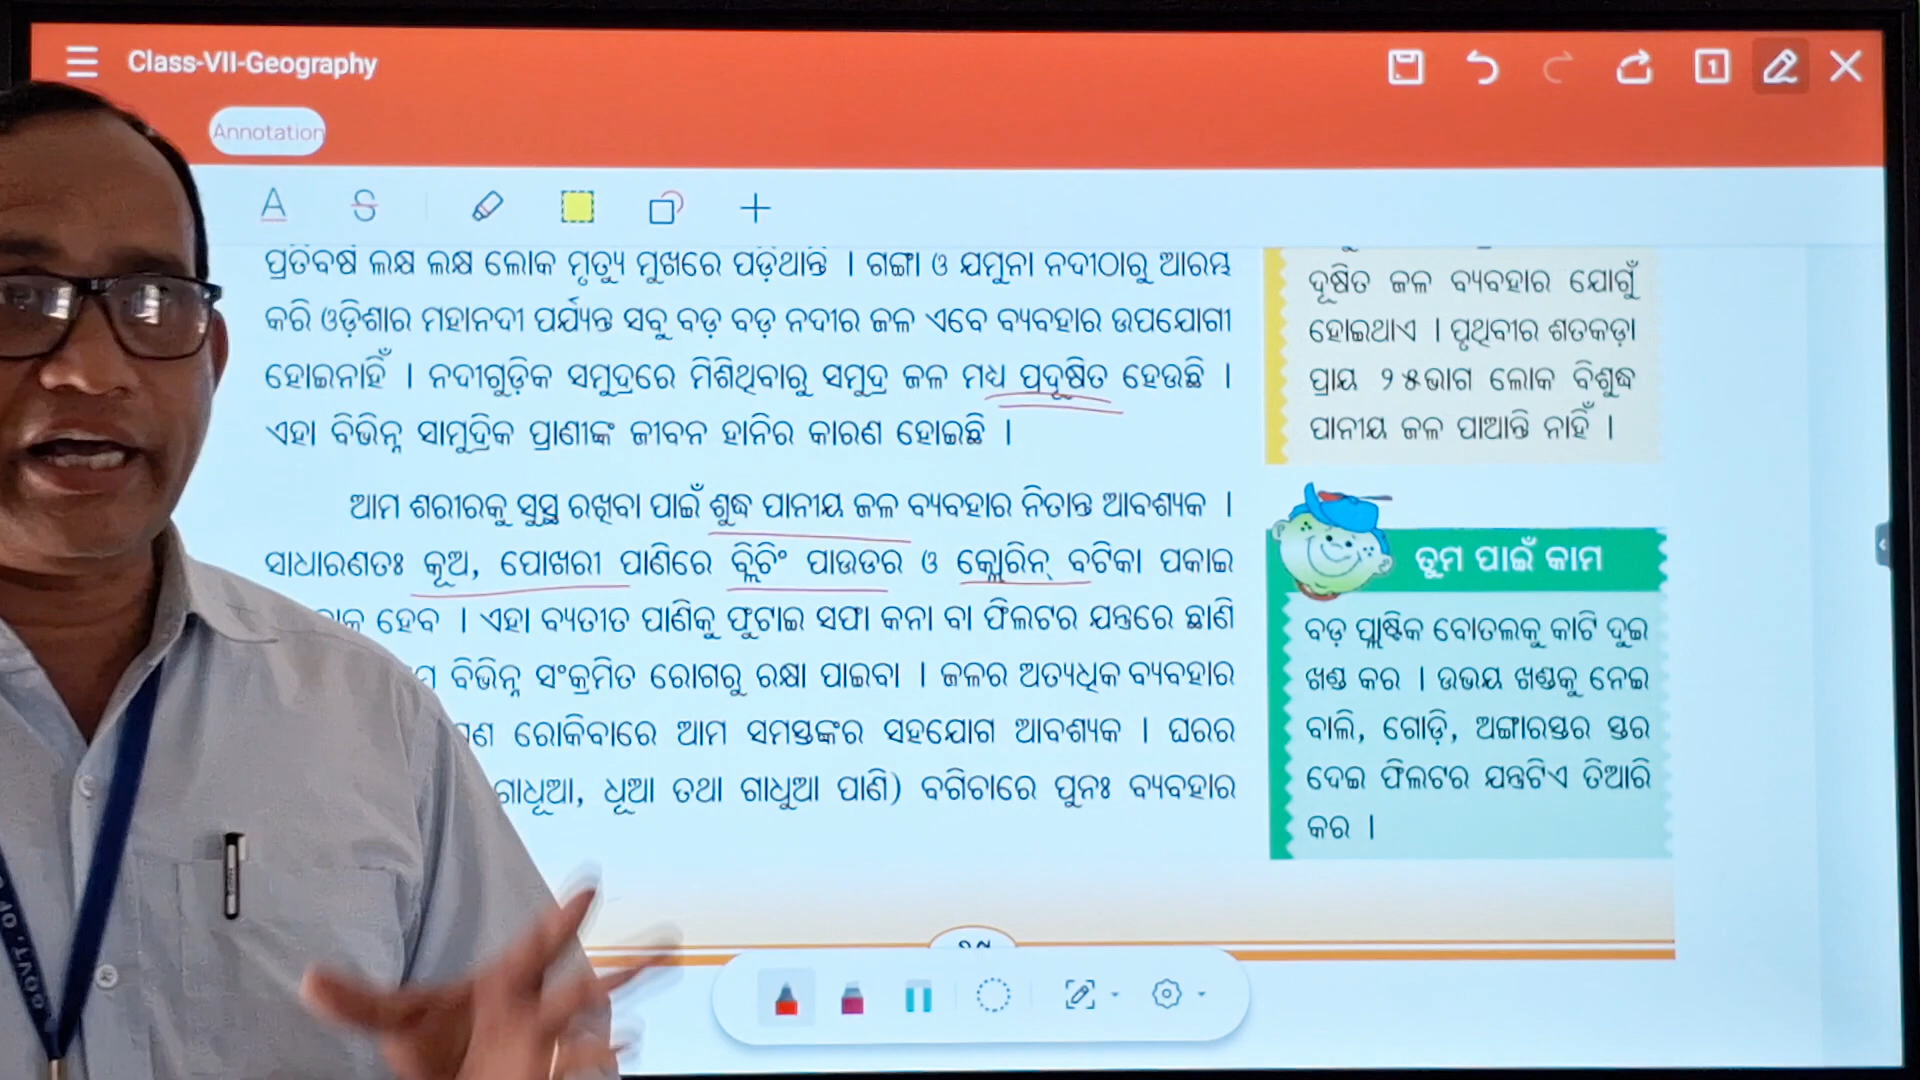 Class-VII-Geography
1
Annotation
ପ୍ରତିବର୍ଷ ଲକ୍ଷ ଲକ୍ଷ ଲୋକ ମୃତ୍ୟୁ ମୁଖରେ ପଡ଼ିଥାନ୍ତି । ଗଙ୍ଗା ଓ ଯମୁନା ନଦୀଠାରୁ ଆରମ୍ଭ
କରି ଓଡ଼ିଶାର ମହାନଦୀ ପର୍ଯ୍ୟନ୍ତ ସବୁ ବଡ଼ ବଡ଼ ନଦୀର ଜଳ ଏବେ ବ୍ୟବହାର ଉପଯୋଗୀ
ହୋଇନାହିଁ । ନଦୀଗୁଡ଼ିକ ସମୁଦ୍ରରେ ମିଶିଥିବାରୁ ସମୁଦ୍ର ଜଳ ମଧ୍ୟ ପ୍ରଦୂଷିତ ହେଉଛି ।
ଏହା ବିଭିନ୍ନ ସାମୁଦ୍ରିକ ପ୍ରାଣୀଙ୍କ ଜୀବନ ହାନିର କାରଣ ହୋଇଛି ।
ଆମ ଶରୀରକୁ ସୁସ୍ଥ ରଖିବା ପାଇଁ ଶୁଦ୍ଧ ପାନୀୟ ଜଳ ବ୍ୟବହାର ନିତାନ୍ତ ଆବଶ୍ୟକ ।
ସାଧାରଣତଃ କୂଅ, ପୋଖରୀ ପାଣିରେ ବ୍ଲିଚିଂ ପାଉଡର ଓ କ୍ଲୋରିନ୍ ବଟିକା ପକାଇ
ହେବ । ଏହା ବ୍ୟତୀତ ପାଣିକୁ ଫୁଟାଇ ସଫା କନା ବା ଫିଲଟର ଯନ୍ତ୍ରରେ ଛାଣି
ବିଭିନ୍ନ ସଂକ୍ରମିତ ରୋଗରୁ ରକ୍ଷା ପାଇବା । ଜଳର ଅତ୍ୟଧିକ ବ୍ୟବହାର
ରୋକିବାରେ ଆମ ସମସ୍ତଙ୍କର ସହଯୋଗ ଆବଶ୍ୟକ । ଘରର
ଗାଧୂଆ, ଧୂଆ ତଥା ଗାଧୁଆ ପାଣି) ବଗିଚାରେ ପୁନଃ ବ୍ୟବହାର
ଦୂଷିତ ଜଳ ବ୍ୟବହାର ଯୋଗୁଁ
ହୋଇଥାଏ । ପୃଥିବୀର ଶତକଡ଼ା
ପ୍ରାୟ ୨୫ଭାଗ ଲୋକ ବିଶୁଦ୍ଧ
ପାନୀୟ ଜଳ ପାଆନ୍ତି ନାହିଁ ।
ତୁମ ପାଇଁ କାମ
ବଡ଼ ପ୍ଲାଷ୍ଟିକ ବୋତଲକୁ କାଟି ଦୁଇ
ଖଣ୍ଡ କର । ଉଭୟ ଖଣ୍ଡକୁ ନେଇ
ବାଲି, ଗୋଡ଼ି, ଅଙ୍ଗାରସ୍ତର ସ୍ତର
ଦେଇ ଫିଲଟର ଯନ୍ତ୍ରଟିଏ ତିଆରି
କର ।
GOVT. OF